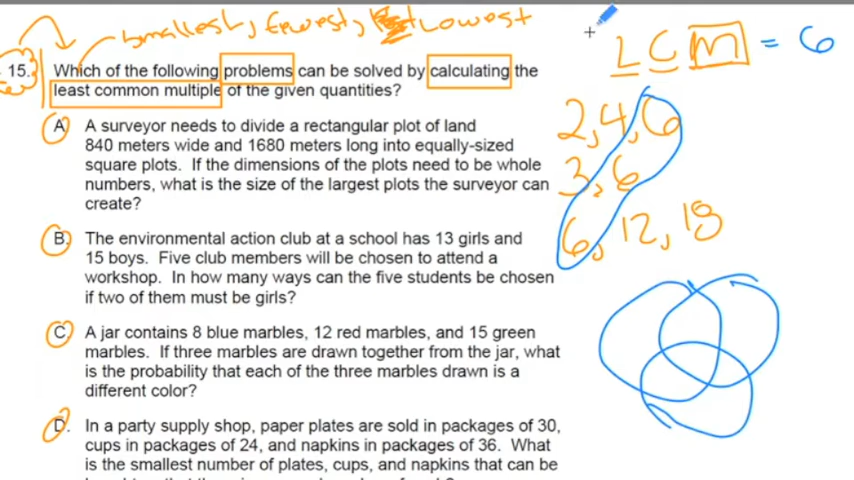 smallest, fewest, Lowest
LCM = 6
15. Which of the following problems can be solved by calculating the
least common multiple of the given quantities?
2, 4, 6
3, 6
6, 12, 18
A. A surveyor needs to divide a rectangular plot of land
840 meters wide and 1680 meters long into equally-sized
square plots. If the dimensions of the plots need to be whole
numbers, what is the size of the largest plots the surveyor can
create?
B. The environmental action club at a school has 13 girls and
15 boys. Five club members will be chosen to attend a
workshop. In how many ways can the five students be chosen
if two of them must be girls?
C. A jar contains 8 blue marbles, 12 red marbles, and 15 green
marbles. If three marbles are drawn together from the jar, what
is the probability that each of the three marbles drawn is a
different color?
D. In a party supply shop, paper plates are sold in packages of 30,
cups in packages of 24, and napkins in packages of 36. What
is the smallest number of plates, cups, and napkins that can be